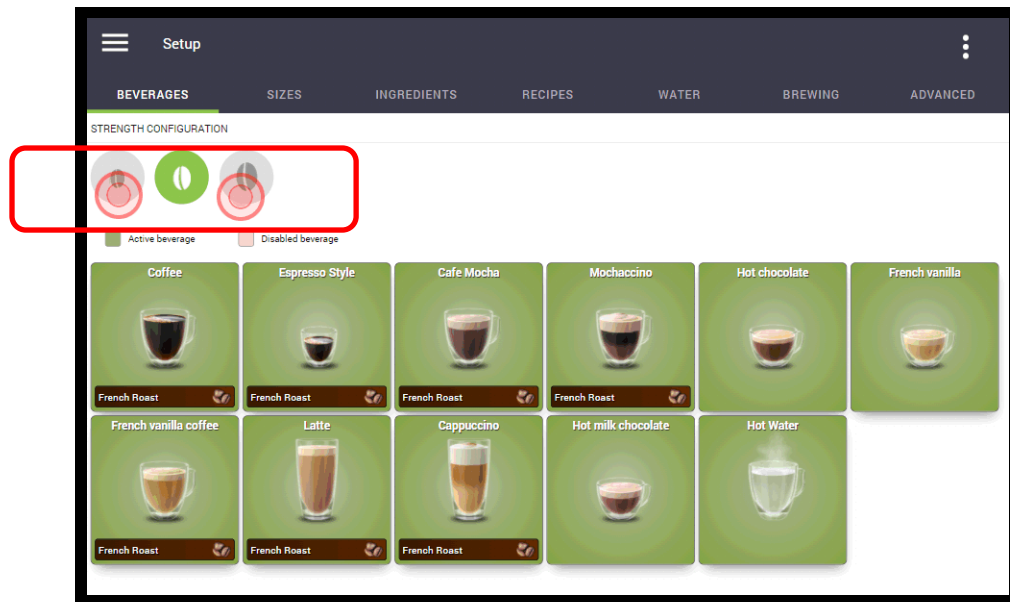 Setup
BEVERAGES SIZES INGREDIENTS RECIPES WATER BREWING ADVANCED
STRENGTH CONFIGURATION
Active beverage Disabled beverage
Coffee Espresso Style Cafe Mocha Mochaccino Hot chocolate French vanilla
French Roast French Roast French Roast French Roast
French vanilla coffee Latte Cappuccino Hot milk chocolate Hot Water
French Roast French Roast French Roast